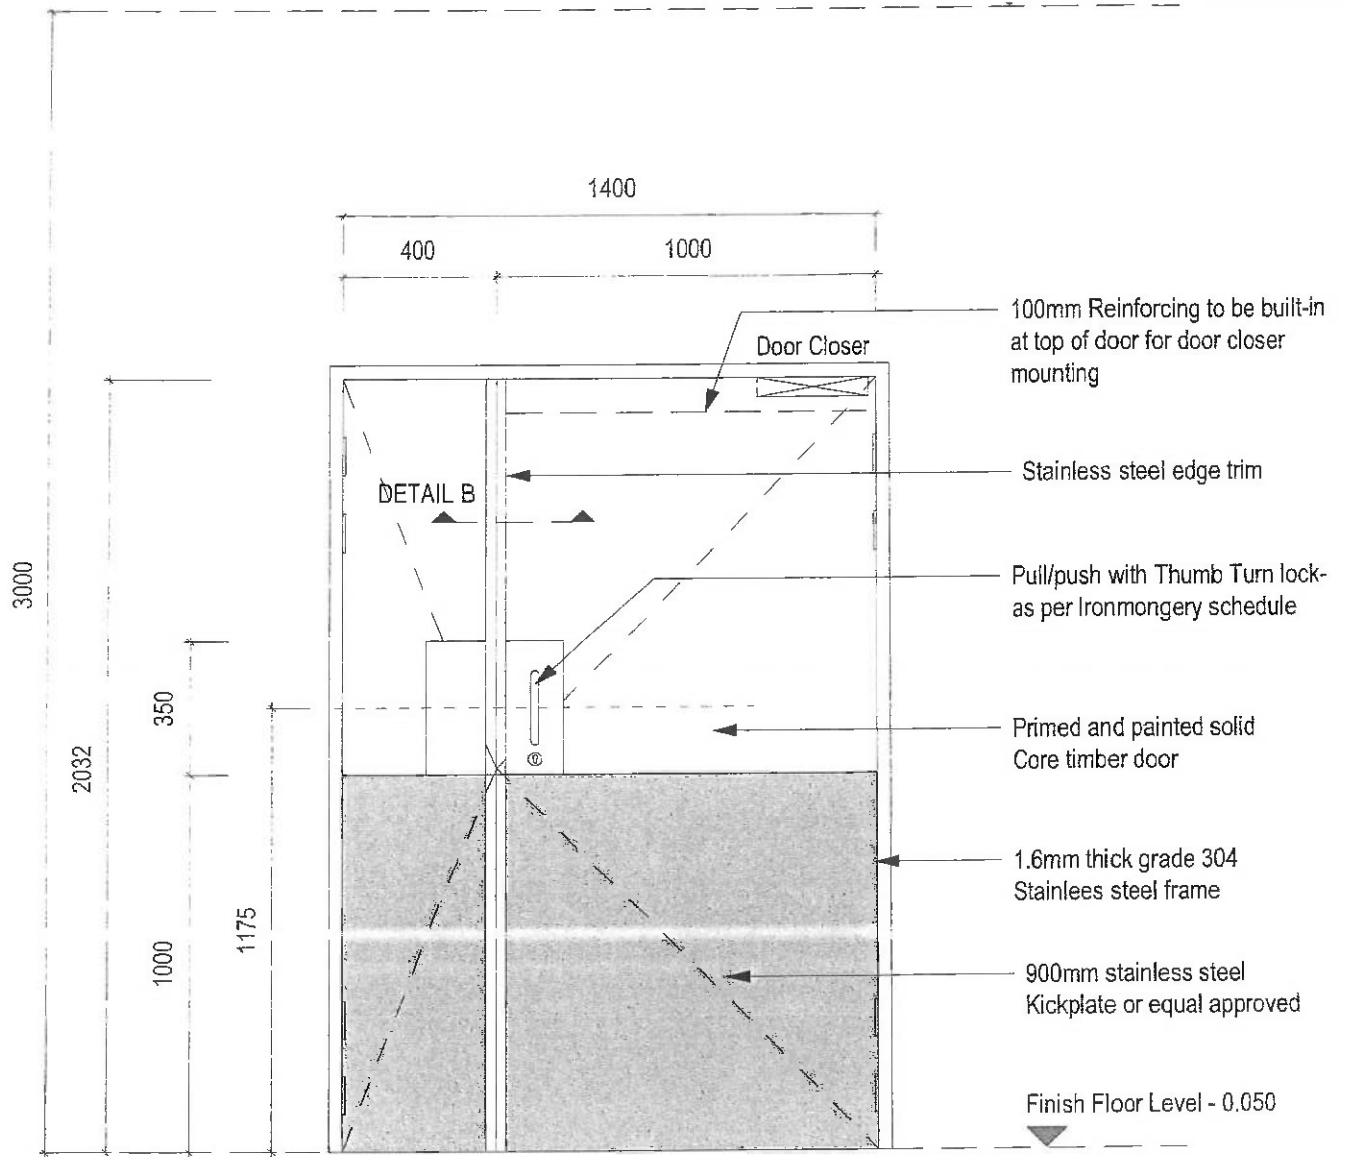 1400
400
1000
100mm Reinforcing to be built-in
at top of door for door closer
mounting
Door Closer
Stainless steel edge trim
DETAIL B
Pull/push with Thumb Turn lock-
as per Ironmongery schedule
3000
350
2032
Primed and painted solid
Core timber door
1.6mm thick grade 304
Stainlees steel frame
1175
1000
900mm stainless steel
Kickplate or equal approved
Finish Floor Level - 0.050